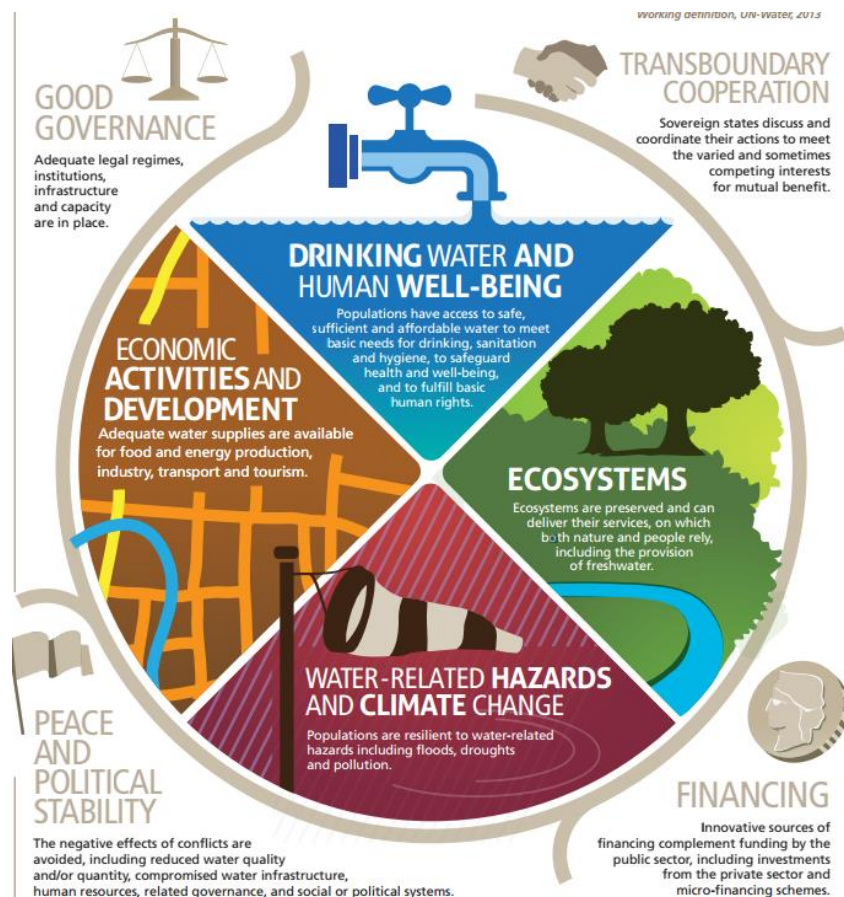 Working definition, UN-Water, 2013
GOOD
GOVERNANCE
Adequate legal regimes,
institutions,
infrastructure
and capacity
are in place.
TRANSBOUNDARY
COOPERATION
Sovereign states discuss and
coordinate their actions to meet
the varied and sometimes
competing interests
for mutual benefit.
DRINKING WATER AND
HUMAN WELL-BEING
Populations have access to safe,
sufficient and affordable water to meet
basic needs for drinking, sanitation
and hygiene, to safeguard
health and well-being,
and to fulfill basic
human rights.
ECONOMIC
ACTIVITIES AND
DEVELOPMENT
Adequate water supplies are available
for food and energy production,
industry, transport and tourism.
ECOSYSTEMS
Ecosystems are preserved and can
deliver their services, on which
both nature and people rely,
including the provision
of freshwater.
WATER-RELATED HAZARDS
AND CLIMATE CHANGE
Populations are resilient to water-related
hazards including floods, droughts
and pollution.
PEACE
AND
POLITICAL
STABILITY
The negative effects of conflicts are
avoided, including reduced water quality
and/or quantity, compromised water infrastructure,
human resources, related governance, and social or political systems.
FINANCING
Innovative sources of
financing complement funding by the
public sector, including investments
from the private sector and
micro-financing schemes.